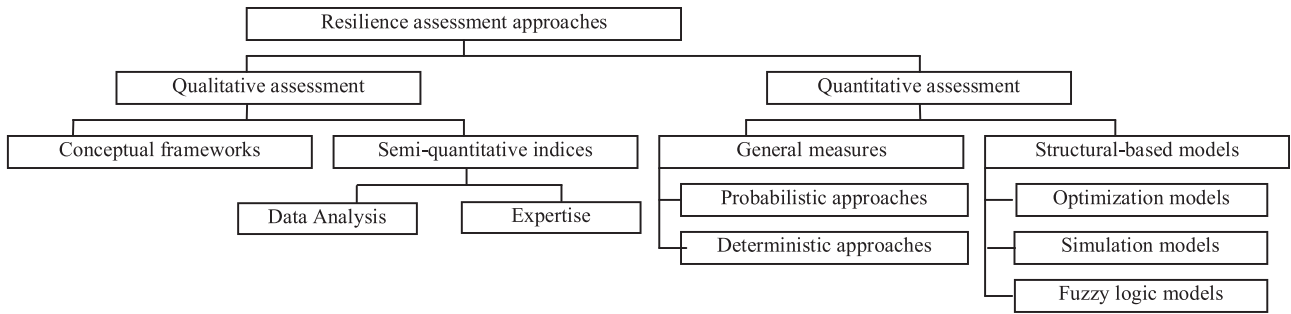 Resilience assessment approaches
Qualitative assessment
Quantitative assessment
Conceptual frameworks
Semi-quantitative indices
General measures
Structural-based models
Data Analysis
Expertise
Probabilistic approaches
Deterministic approaches
Optimization models
Simulation models
Fuzzy logic models